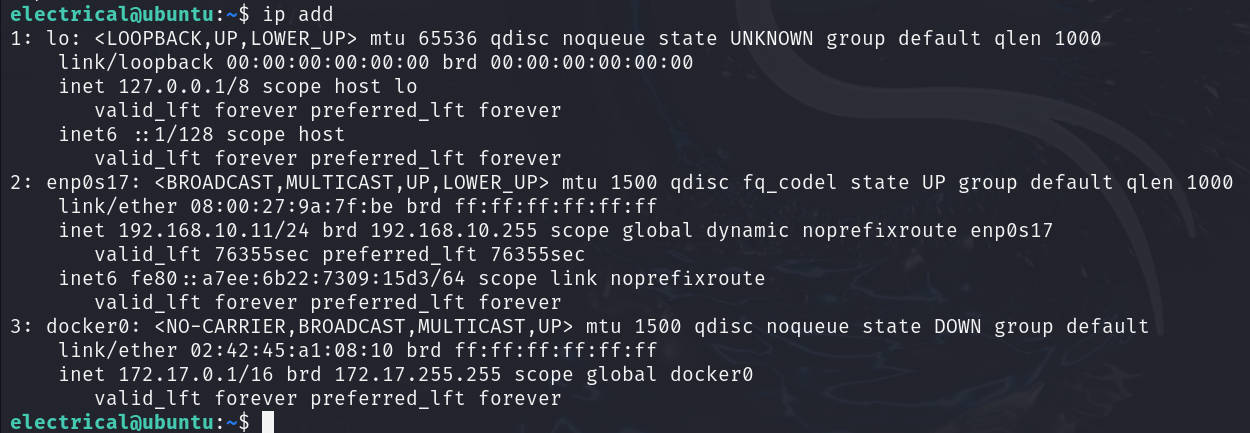 electrical@ubuntu:~$ ip add
1: lo: <LOOPBACK,UP,LOWER_UP> mtu 65536 qdisc noqueue state UNKNOWN group default qlen 1000
    link/loopback 00:00:00:00:00:00 brd 00:00:00:00:00:00
    inet 127.0.0.1/8 scope host lo
       valid_lft forever preferred_lft forever
    inet6 ::1/128 scope host
       valid_lft forever preferred_lft forever
2: enp0s17: <BROADCAST,MULTICAST,UP,LOWER_UP> mtu 1500 qdisc fq_codel state UP group default qlen 1000
    link/ether 08:00:27:9a:7f:be brd ff:ff:ff:ff:ff:ff
    inet 192.168.10.11/24 brd 192.168.10.255 scope global dynamic noprefixroute enp0s17
       valid_lft 76355sec preferred_lft 76355sec
    inet6 fe80::a7ee:6b22:7309:15d3/64 scope link noprefixroute
       valid_lft forever preferred_lft forever
3: docker0: <NO-CARRIER,BROADCAST,MULTICAST,UP> mtu 1500 qdisc noqueue state DOWN group default
    link/ether 02:42:45:a1:08:10 brd ff:ff:ff:ff:ff:ff
    inet 172.17.0.1/16 brd 172.17.255.255 scope global docker0
       valid_lft forever preferred_lft forever
electrical@ubuntu:~$